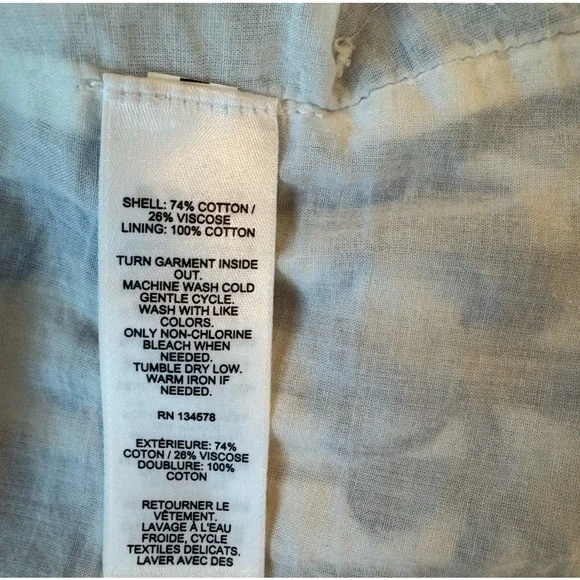 SHELL: 74% COTTON /
26% VISCOSE
LINING: 100% COTTON
TURN GARMENT INSIDE
OUT.
MACHINE WASH COLD
GENTLE CYCLE.
WASH WITH LIKE
COLORS.
ONLY NON-CHLORINE
BLEACH WHEN
NEEDED.
TUMBLE DRY LOW.
WARM IRON IF
NEEDED.
RN 134578
EXTÉRIEURE: 74%
COTON / 26% VISCOSE
DOUBLURE: 100%
COTON
RETOURNER LE
VÊTEMENT.
LAVAGE À L'EAU
FROIDE, CYCLE
TEXTILES DELICATS.
LAVER AVEC DES